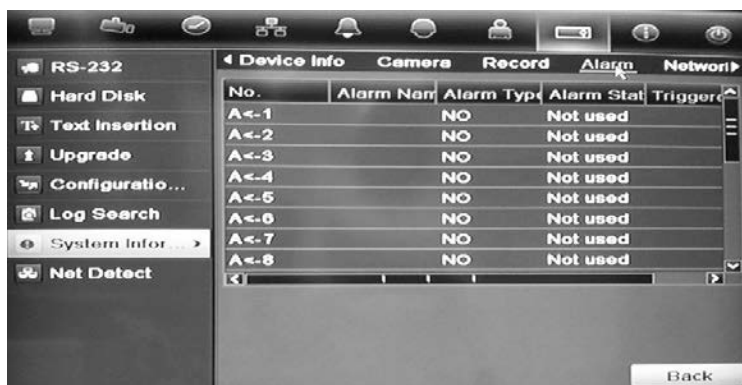 RS-232
Hard Disk
Text Insertion
Upgrade
Configuratio...
Log Search
System Infor...
Net Detect
Device Info Camera Record Alarm Networ
No. Alarm Nam Alarm Type Alarm Stat Triggere
A<-1 NO Not used
A<-2 NO Not used
A<-3 NO Not used
A<-4 NO Not used
A<-5 NO Not used
A<-6 NO Not used
A<-7 NO Not used
A<-8 NO Not used
Back